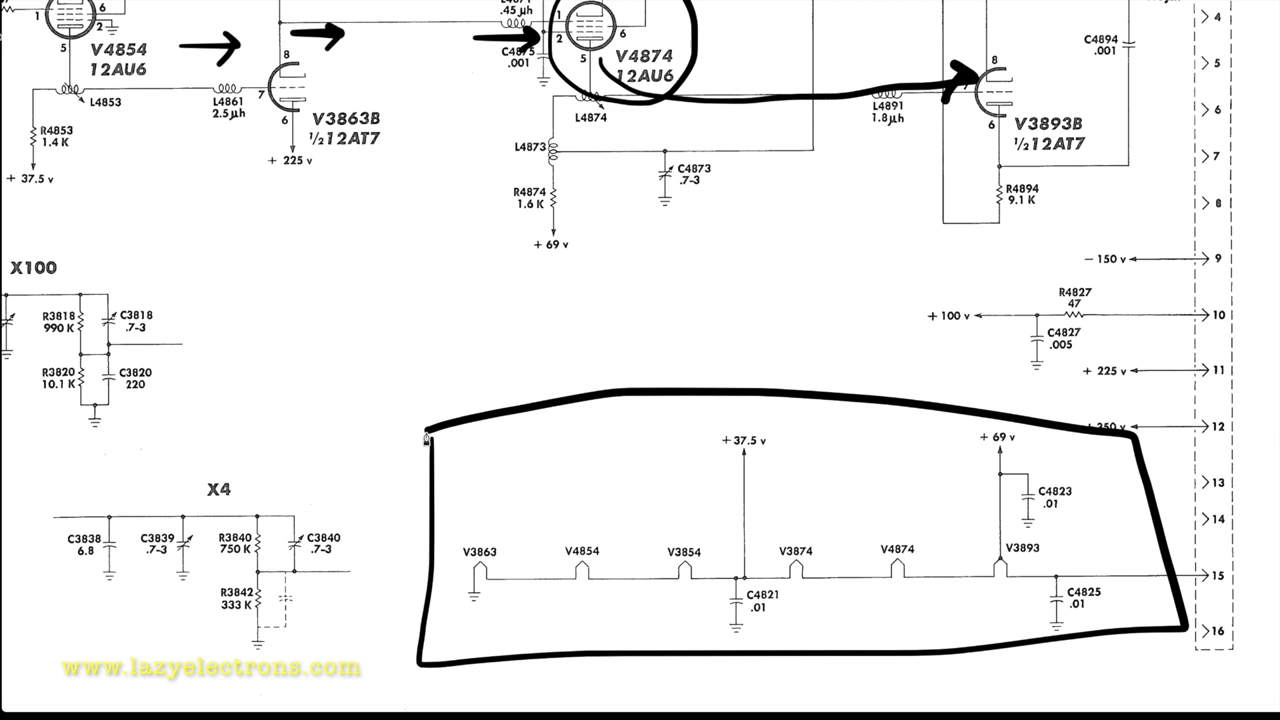 1
6
2
5
V4854
12AU6
L4853
R4853
1.4 K
+ 37.5 v
L4861
2.5μh
8
7
6
V3863B
½12AT7
+ 225 v
.45 μh
C4875
.001
1
2
6
5
V4874
12AU6
L4874
L4873
R4874
1.6 K
+ 69 v
C4873
.7-3
L4891
1.8μh
8
6
V3893B
½12AT7
C4894
.001
R4894
9.1 K
4
5
6
7
8
− 150 v
9
R4827
47
+ 100 v
10
C4827
.005
+ 225 v
11
12
13
14
15
16
X100
R3818
990 K
C3818
.7-3
R3820
10.1 K
C3820
220
X4
C3838
6.8
C3839
.7-3
R3840
750 K
C3840
.7-3
R3842
333 K
+ 37.5 v
+ 69 v
C4823
.01
V3863
V4854
V3854
V3874
V4874
V3893
C4821
.01
C4825
.01
www.lazyelectrons.com